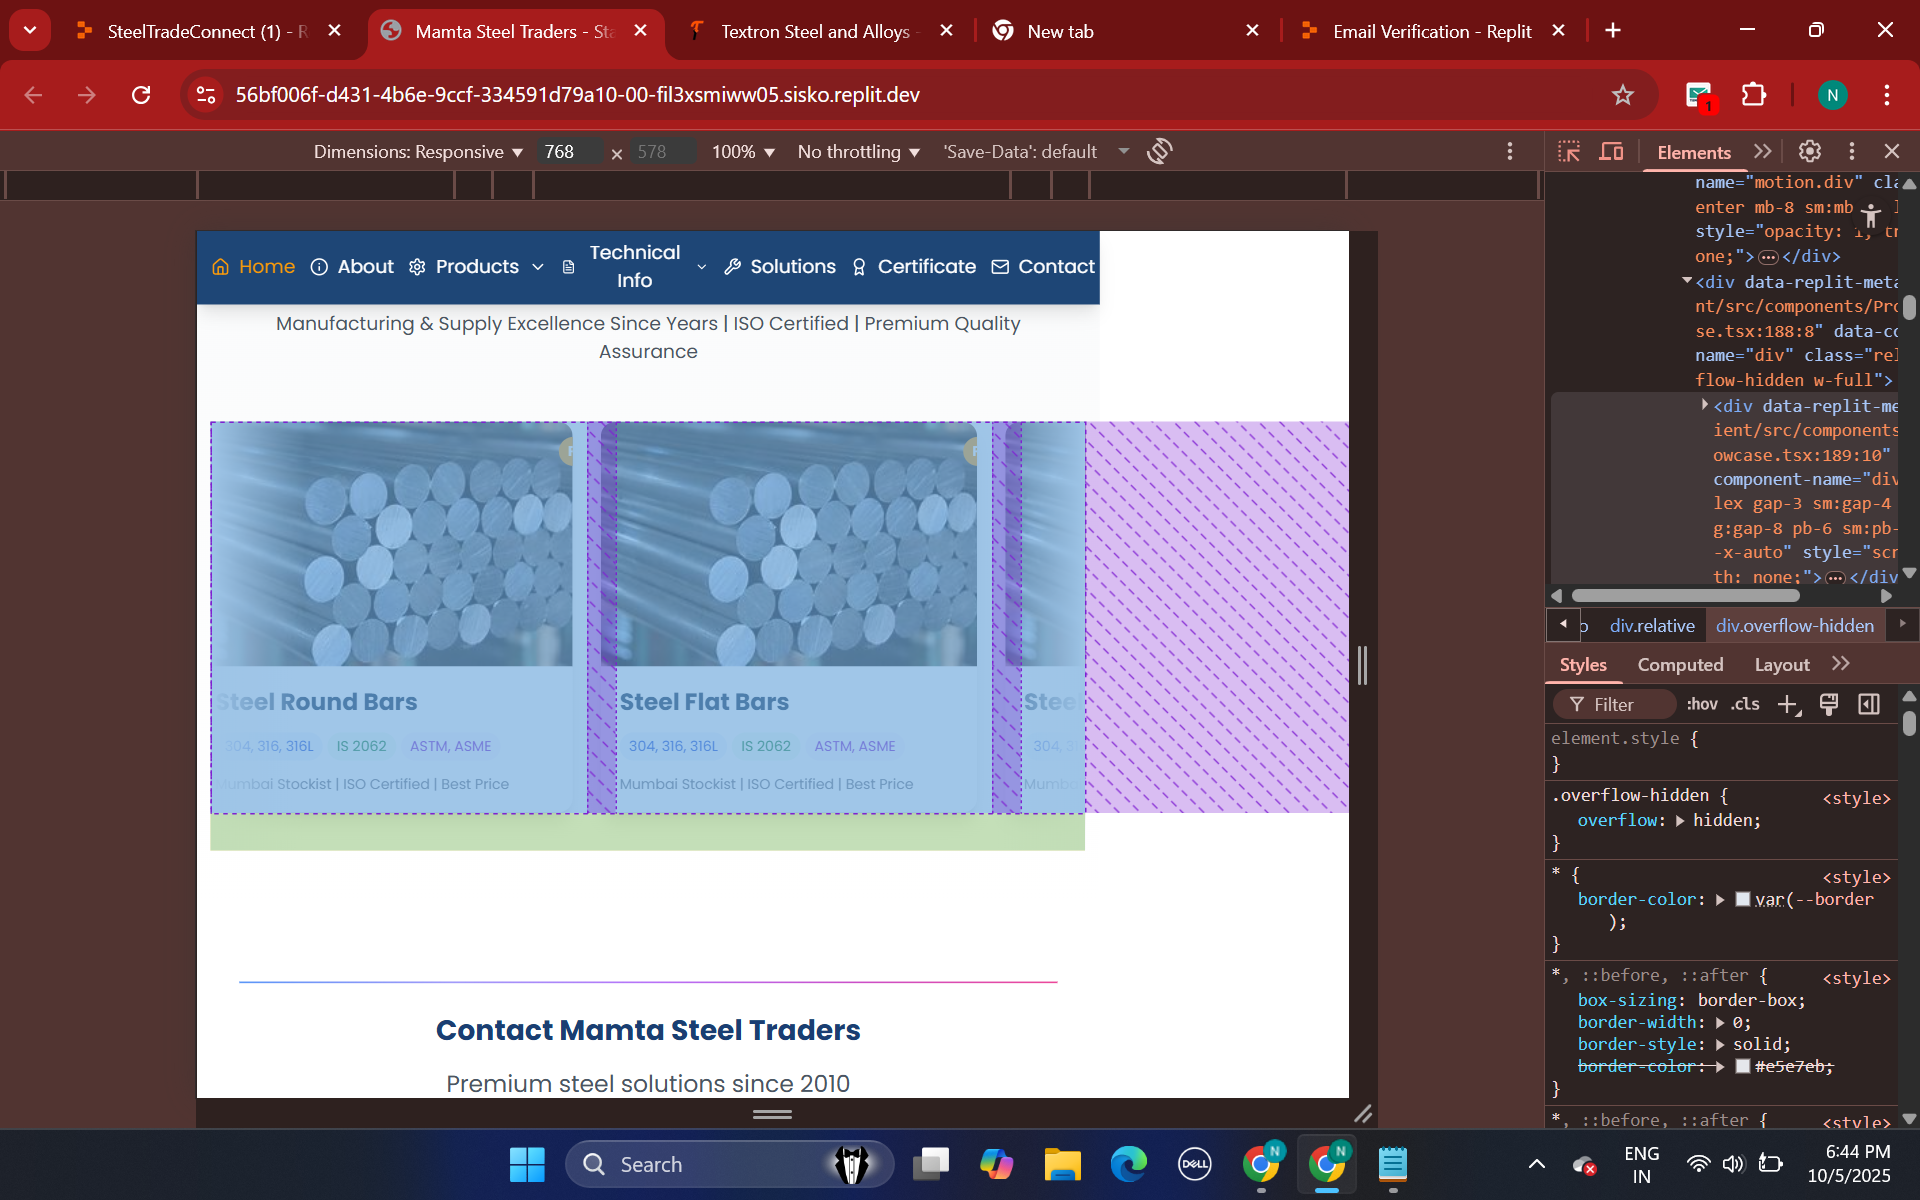 SteelTradeConnect (1) - R
Mamta Steel Traders - Sta
Textron Steel and Alloys -
New tab
Email Verification - Replit
56bf006f-d431-4b6e-9ccf-334591d79a10-00-fil3xsmiww05.sisko.replit.dev
1
N
Dimensions: Responsive
768
×
578
100%
No throttling
'Save-Data': default
Elements
Home
About
Products
Technical
Info
Solutions
Certificate
Contact
Manufacturing & Supply Excellence Since Years | ISO Certified | Premium Quality
Assurance
Steel Round Bars
304, 316, 316L
IS 2062
ASTM, ASME
Mumbai Stockist | ISO Certified | Best Price
Steel Flat Bars
304, 316, 316L
IS 2062
ASTM, ASME
Mumbai Stockist | ISO Certified | Best Price
Steel
304, 31
Mumba
Contact Mamta Steel Traders
Premium steel solutions since 2010
name="motion.div" cla
enter mb-8 sm:mb
style="opacity: 1; tr
one;"></div>
<div data-replit-meta
nt/src/components/Pro
se.tsx:188:8" data-co
name="div" class="rel
flow-hidden w-full">
<div data-replit-me
ient/src/components
owcase.tsx:189:10"
component-name="div
lex gap-3 sm:gap-4
g:gap-8 pb-6 sm:pb-
-x-auto" style="scr
th: none;"></div
div.relative
div.overflow-hidden
Styles
Computed
Layout
Filter
:hov
.cls
element.style {
}
.overflow-hidden {
<style>
overflow: hidden;
}
* {
<style>
border-color: var(--border
);
}
*, ::before, ::after {
<style>
box-sizing: border-box;
border-width: 0;
border-style: solid;
border-color: #e5e7eb;
}
*, ::before, ::after {
<style>
Search
DELL
N
N
ENG
IN
6:44 PM
10/5/2025